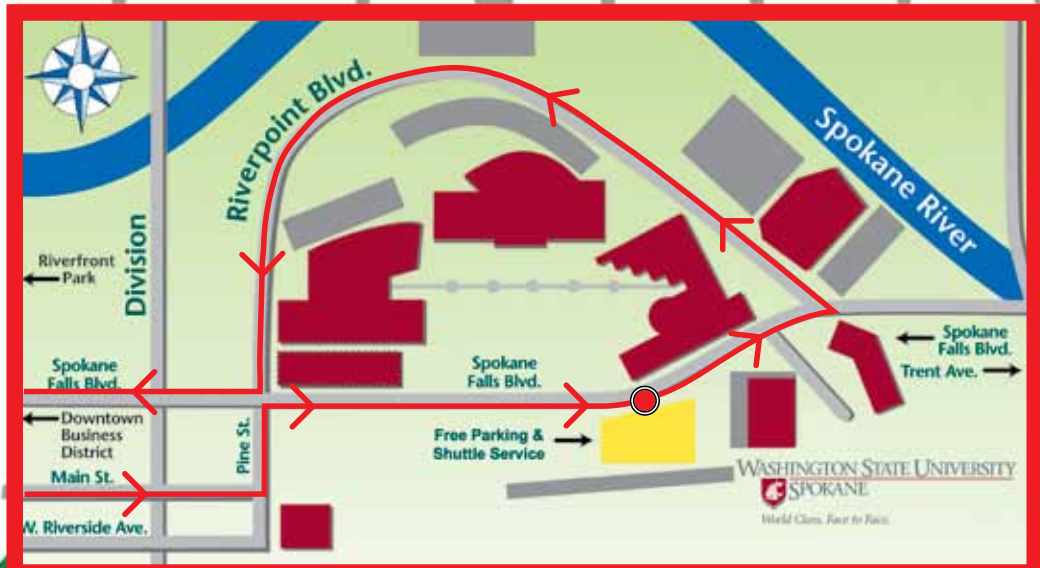 Riverpoint Blvd.
Spokane River
Division
Riverfront
Park
Spokane
Falls Blvd.
Spokane
Falls Blvd.
Spokane
Falls Blvd.
Trent Ave.
Downtown
Business
District
Pine St.
Free Parking &
Shuttle Service
Main St.
W. Riverside Ave.
WASHINGTON STATE UNIVERSITY
SPOKANE
World Class. Face to Face.